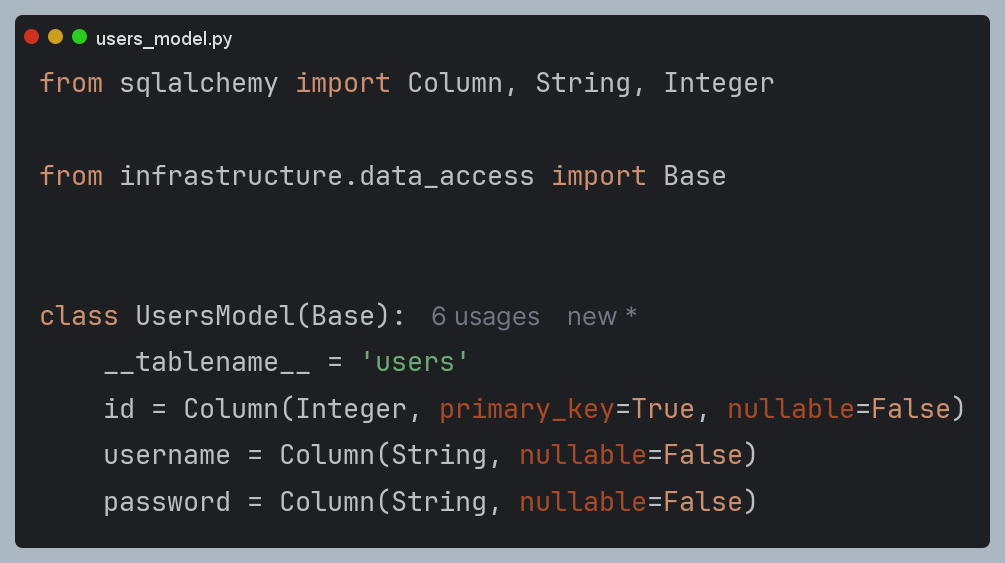 users_model.py
from sqlalchemy import Column, String, Integer
from infrastructure.data_access import Base
class UsersModel(Base): 6 usages new *
    __tablename__ = 'users'
    id = Column(Integer, primary_key=True, nullable=False)
    username = Column(String, nullable=False)
    password = Column(String, nullable=False)